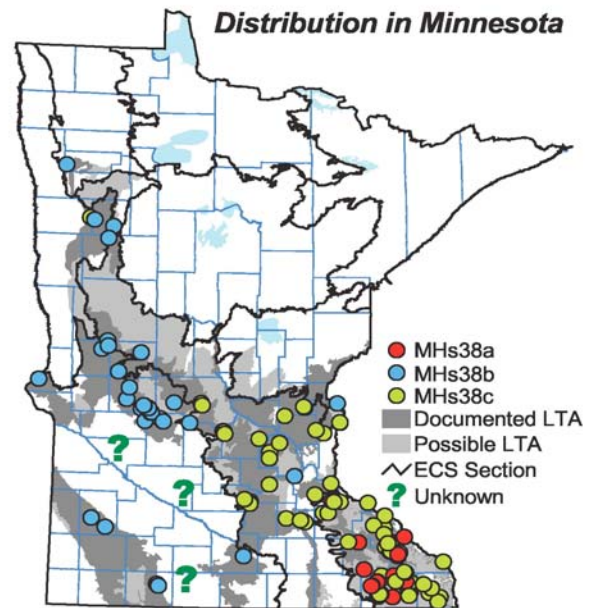 Distribution in Minnesota
MHs38a
MHs38b
MHs38c
Documented LTA
Possible LTA
ECS Section
? Unknown
?
?
?